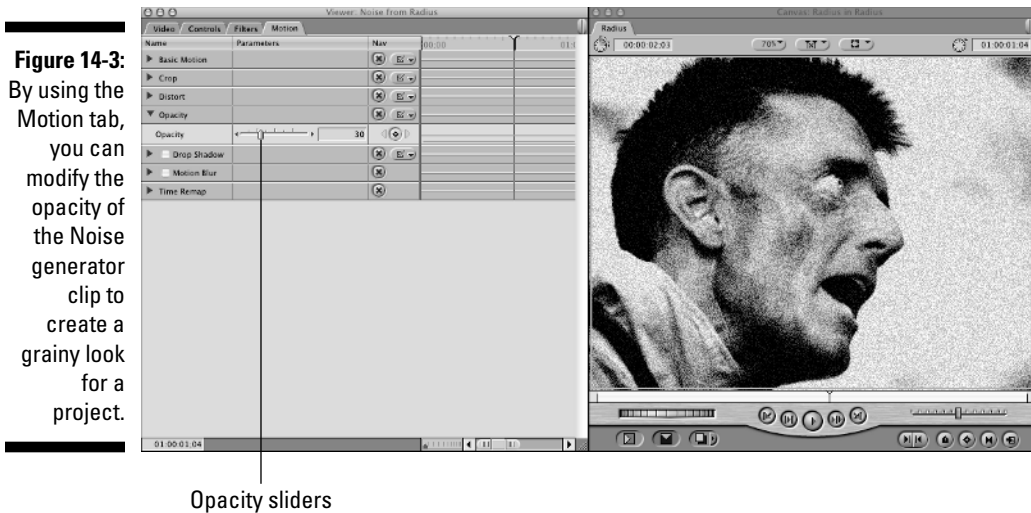 Figure 14-3:
By using the
Motion tab,
you can
modify the
opacity of
the Noise
generator
clip to
create a
grainy look
for a
project.
Viewer: Noise from Radius
Video Controls Filters Motion
Name Parameters Nav 00:00
Basic Motion
Crop
Distort
Opacity
Opacity 30
Drop Shadow
Motion Blur
Time Remap
01:00:01;04
Canvas: Radius in Radius
Radius
00:00:02:03 70% 01:00:01:04
Opacity sliders